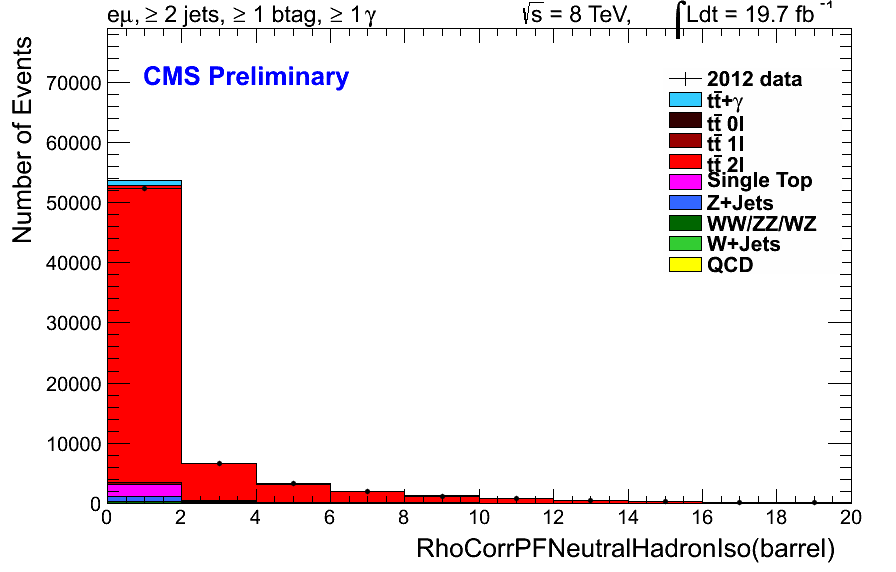 eμ, ≥ 2 jets, ≥ 1 btag, ≥ 1 γ
√s = 8 TeV, ∫Ldt = 19.7 fb⁻¹
CMS Preliminary
2012 data
tt̄+γ
tt̄ 0l
tt̄ 1l
tt̄ 2l
Single Top
Z+Jets
WW/ZZ/WZ
W+Jets
QCD
Number of Events
70000
60000
50000
40000
30000
20000
10000
0
0 2 4 6 8 10 12 14 16 18 20
RhoCorrPFNeutralHadronIso(barrel)